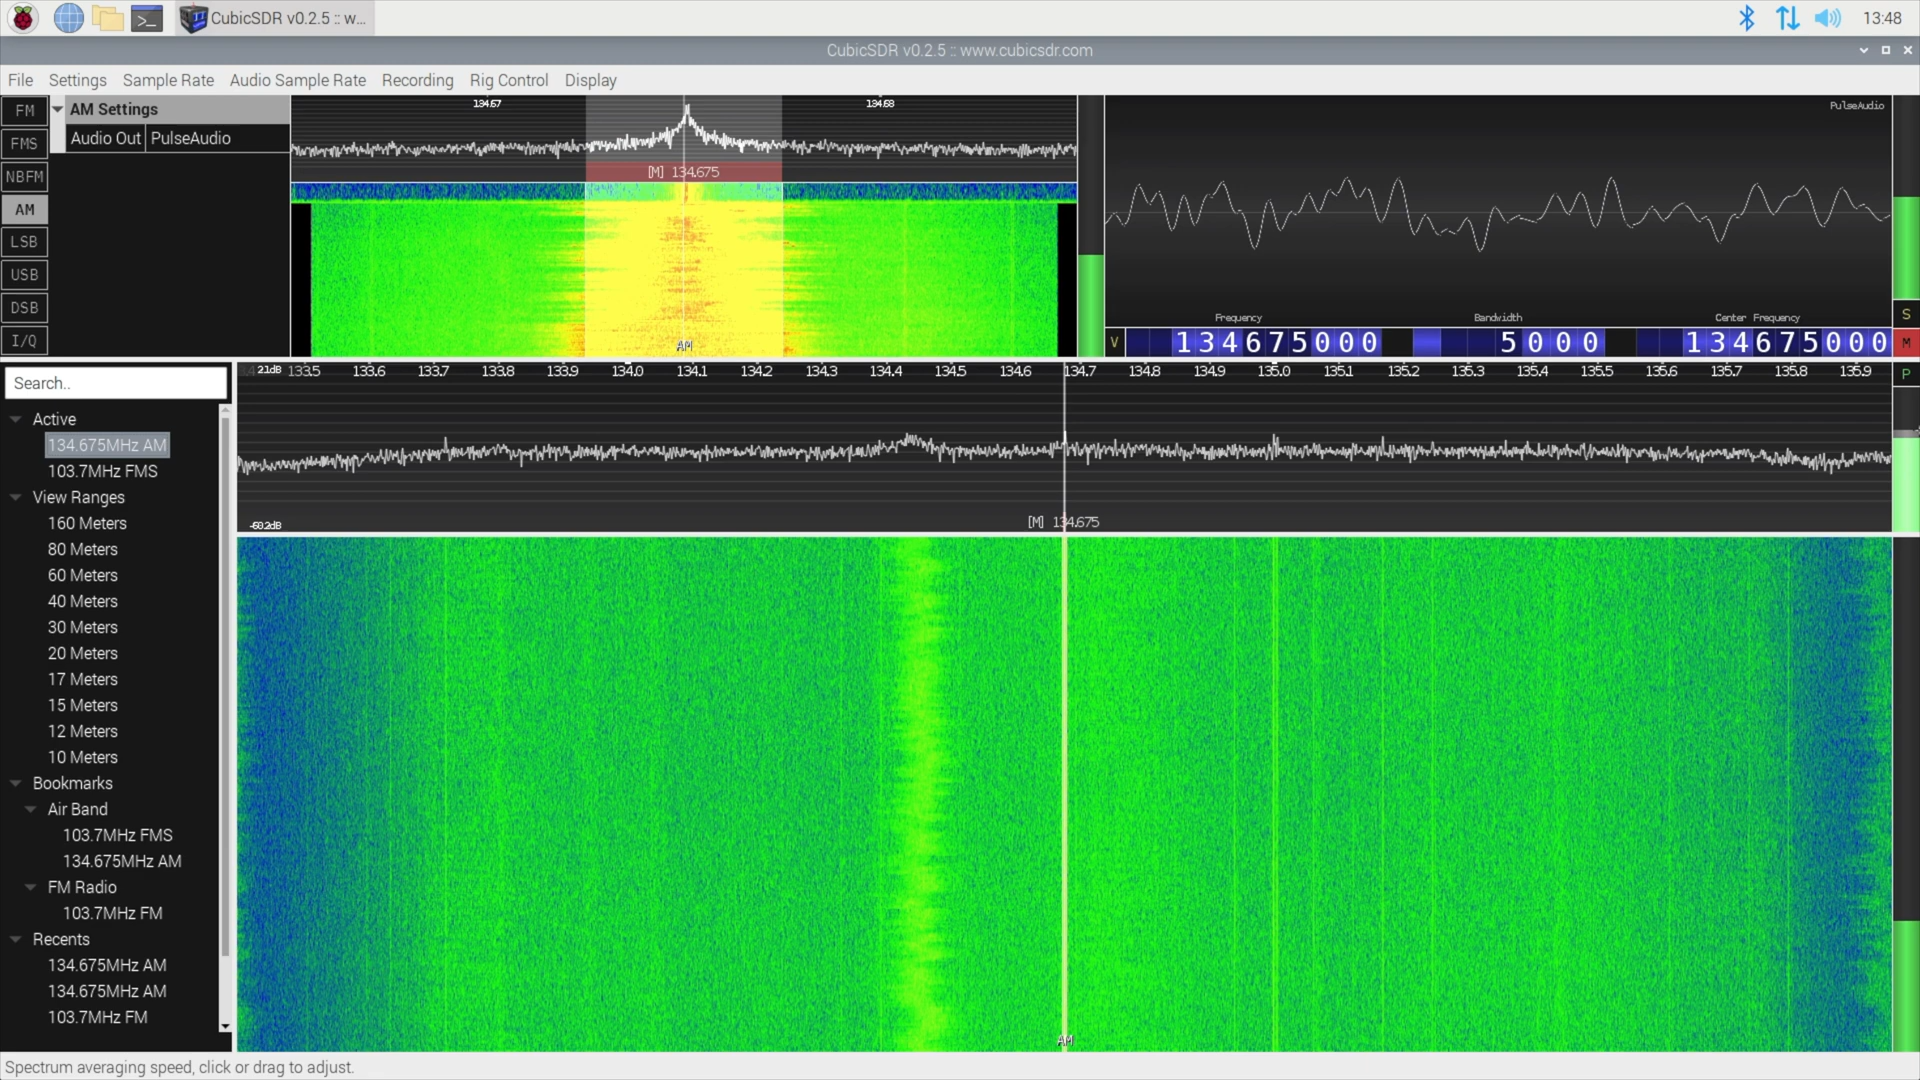 CubicSDR v0.2.5 :: w...
13:48
CubicSDR v0.2.5 :: www.cubicsdr.com
File Settings Sample Rate Audio Sample Rate Recording Rig Control Display
FM
FMS
NBFM
AM
LSB
USB
DSB
I/Q
AM Settings
Audio Out PulseAudio
134.67 134.68
[M] 134.675
AM
PulseAudio
Frequency Bandwidth Center Frequency
V 134675000 5000 134675000
S
M
P
Search..
Active
134.675MHz AM
103.7MHz FMS
View Ranges
160 Meters
80 Meters
60 Meters
40 Meters
30 Meters
20 Meters
17 Meters
15 Meters
12 Meters
10 Meters
Bookmarks
Air Band
103.7MHz FMS
134.675MHz AM
FM Radio
103.7MHz FM
Recents
134.675MHz AM
134.675MHz AM
103.7MHz FM
2.1dB 133.5 133.6 133.7 133.8 133.9 134.0 134.1 134.2 134.3 134.4 134.5 134.6 134.7 134.8 134.9 135.0 135.1 135.2 135.3 135.4 135.5 135.6 135.7 135.8 135.9
-60.2dB
[M] 134.675
AM
Spectrum averaging speed, click or drag to adjust.